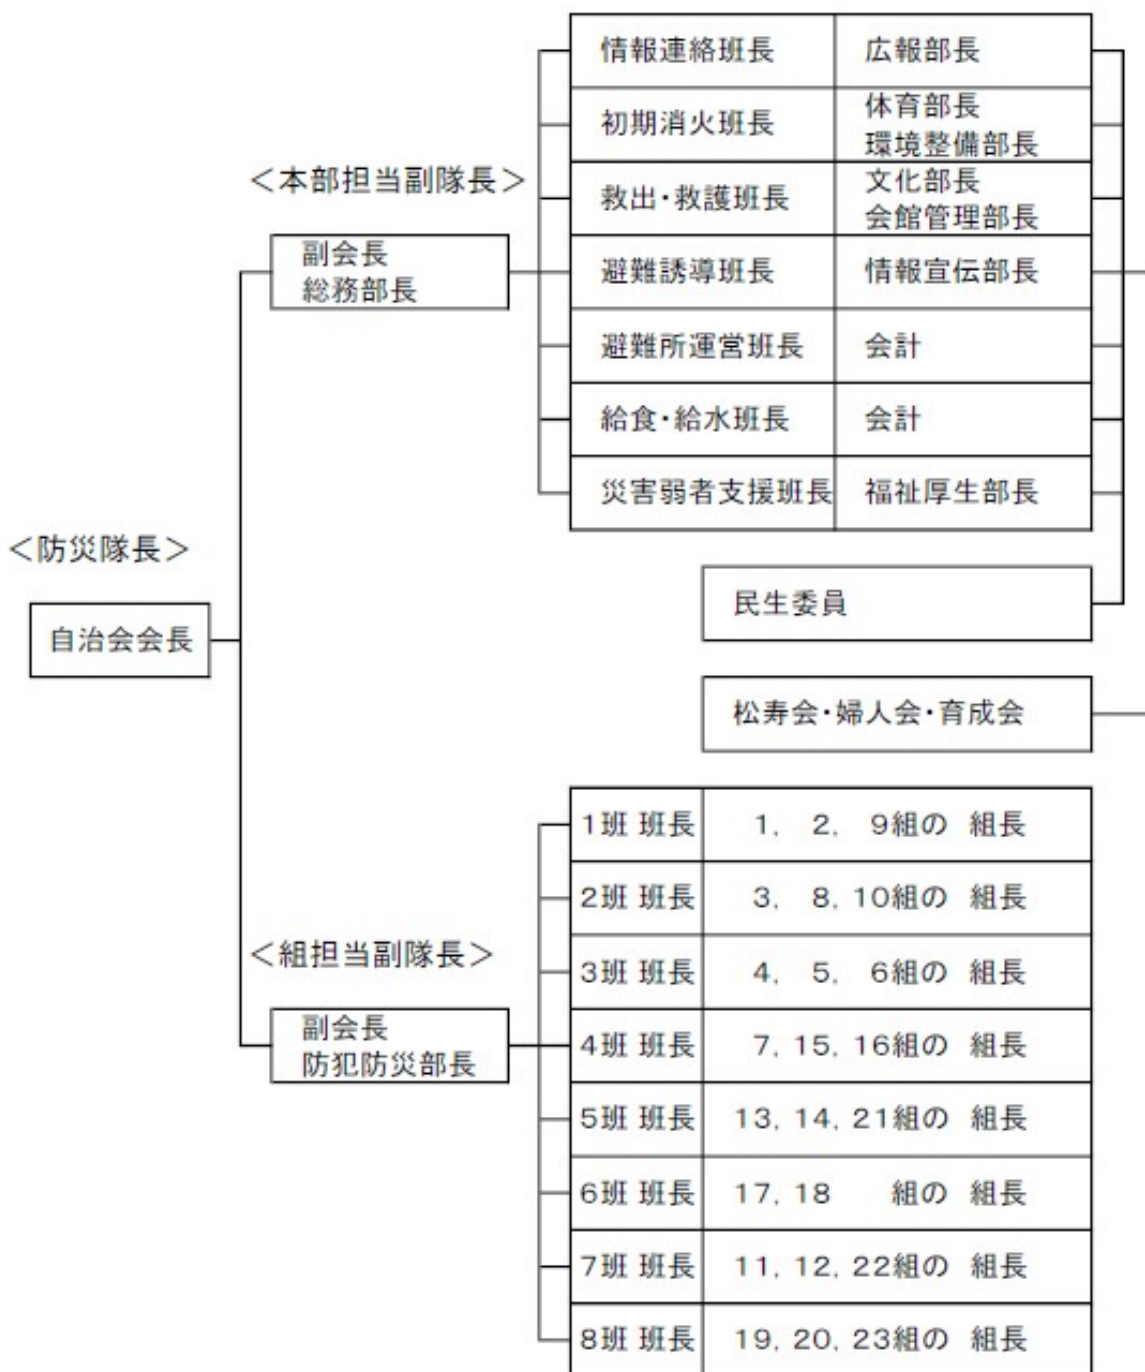 ＜防災隊長＞
自治会会長
＜本部担当副隊長＞
副会長
総務部長
情報連絡班長 広報部長
初期消火班長 体育部長
環境整備部長
救出・救護班長 文化部長
会館管理部長
避難誘導班長 情報宣伝部長
避難所運営班長 会計
給食・給水班長 会計
災害弱者支援班長 福祉厚生部長
民生委員
松寿会・婦人会・育成会
＜組担当副隊長＞
副会長
防犯防災部長
1班 班長 1, 2, 9組の 組長
2班 班長 3, 8, 10組の 組長
3班 班長 4, 5, 6組の 組長
4班 班長 7, 15, 16組の 組長
5班 班長 13, 14, 21組の 組長
6班 班長 17, 18 組の 組長
7班 班長 11, 12, 22組の 組長
8班 班長 19, 20, 23組の 組長